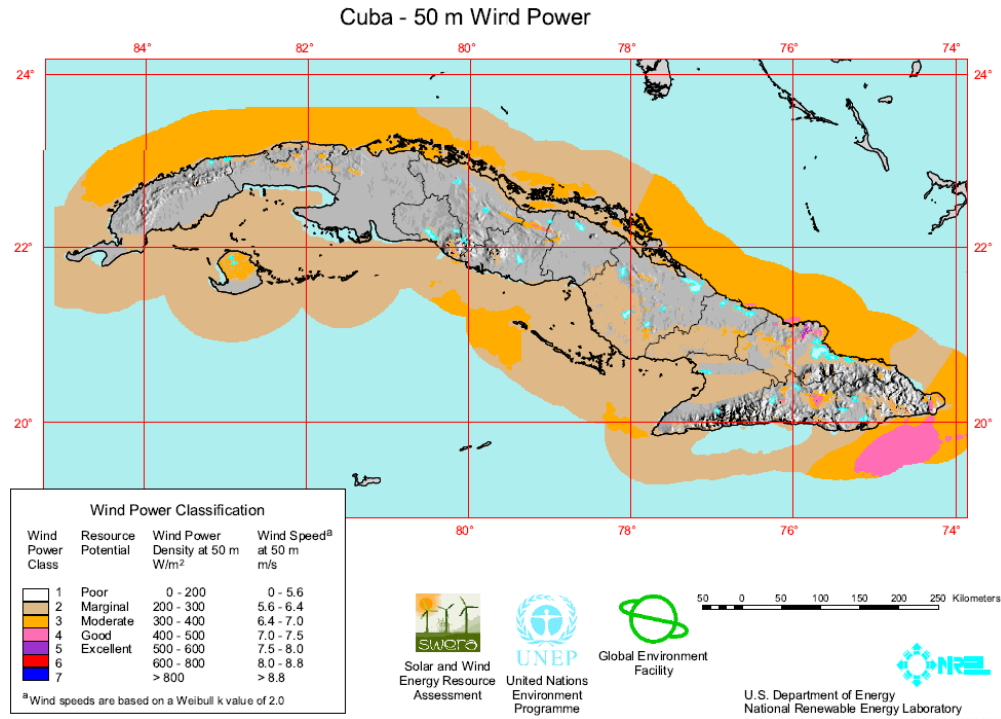 Cuba - 50 m Wind Power
84° 82° 80° 78° 76° 74°
24° 24°
22° 22°
20° 20°
80° 78° 76° 74°
Wind Power Classification
Wind Power Class Resource Potential Wind Power Density at 50 m W/m² Wind Speedᵃ at 50 m m/s
1 Poor 0 - 200 0 - 5.6
2 Marginal 200 - 300 5.6 - 6.4
3 Moderate 300 - 400 6.4 - 7.0
4 Good 400 - 500 7.0 - 7.5
5 Excellent 500 - 600 7.5 - 8.0
6 600 - 800 8.0 - 8.8
7 > 800 > 8.8
ᵃ Wind speeds are based on a Weibull k value of 2.0
swera
Solar and Wind
Energy Resource
Assessment
UNEP
United Nations
Environment
Programme
Global Environment
Facility
50 0 50 100 150 200 250 Kilometers
NREL
U.S. Department of Energy
National Renewable Energy Laboratory